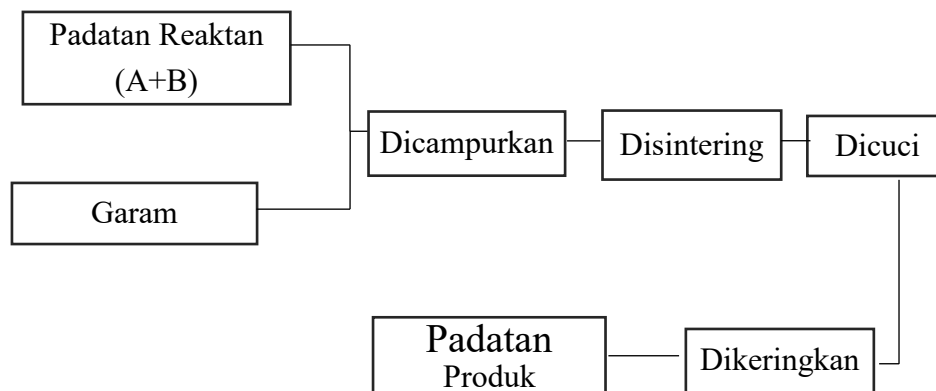 Padatan Reaktan
(A+B)
Garam
Dicampurkan
Disintering
Dicuci
Dikeringkan
Padatan
Produk